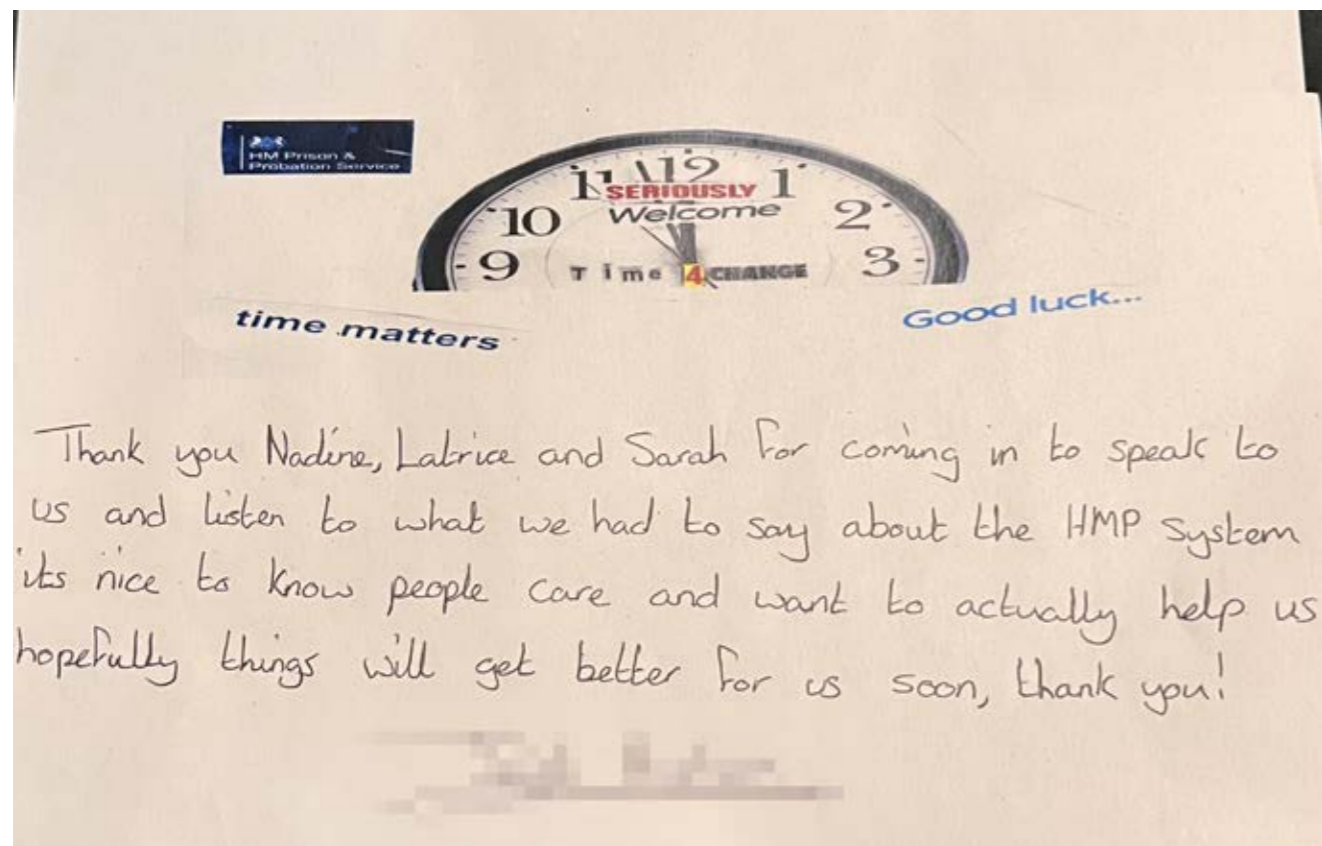 HM Prison &
Probation Service
11 12 1
SERIOUSLY
10 Welcome 2
9 Time 4 CHANGE 3
time matters
Good luck...
Thank you Nadine, Latrice and Sarah for coming in to speak to
us and listen to what we had to say about the HMP system
its nice to know people care and want to actually help us
hopefully things will get better for us soon, thank you!